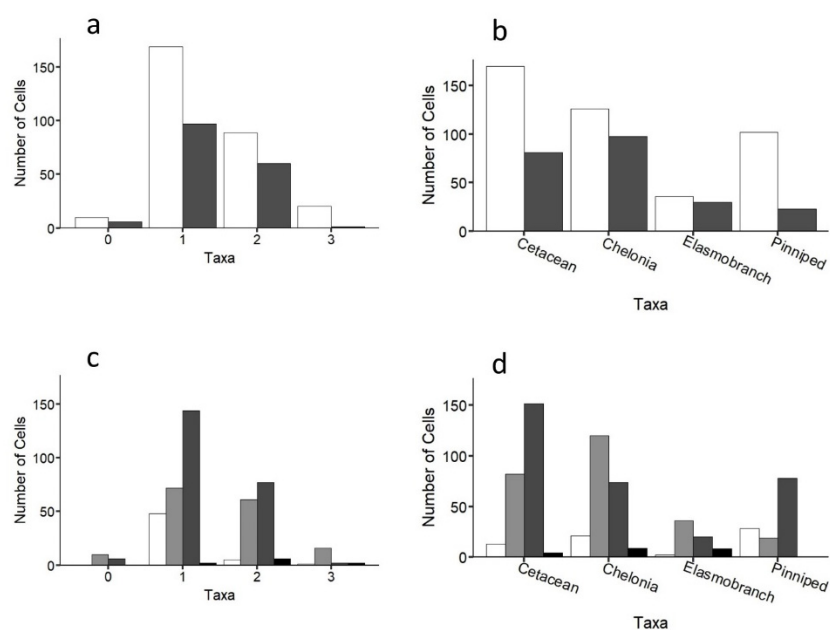 a
150
100
50
0
Number of Cells
0 1 2 3
Taxa
b
150
100
50
0
Number of Cells
Cetacean Chelonia Elasmobranch Pinniped
Taxa
c
150
100
50
0
Number of Cells
0 1 2 3
Taxa
d
150
100
50
0
Number of Cells
Cetacean Chelonia Elasmobranch Pinniped
Taxa